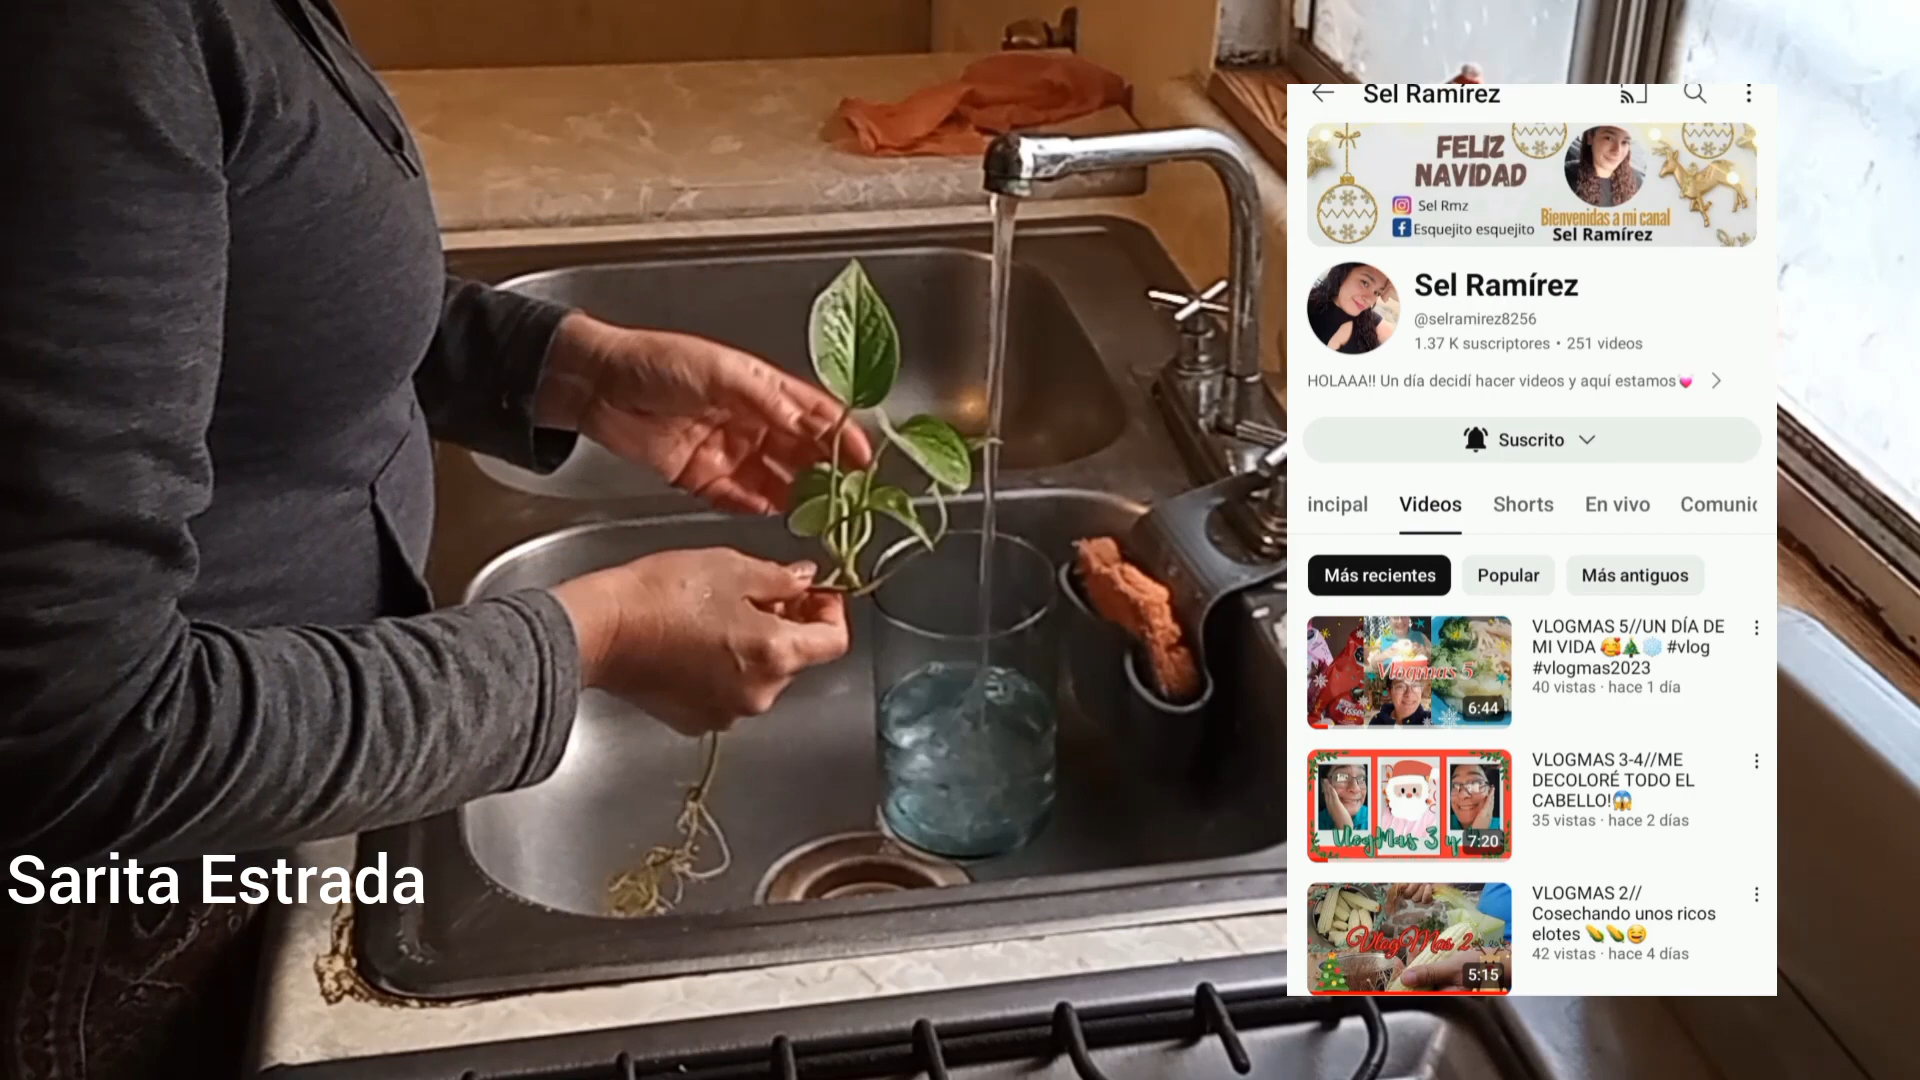 Sarita Estrada
Sel Ramírez
FELIZ
NAVIDAD
Sel Rmz
Esquejito esquejito
Bienvenidas a mi canal
Sel Ramírez
Sel Ramírez
@selramirez8256
1.37 K suscriptores • 251 videos
HOLAAA!! Un día decidí hacer videos y aquí estamos💓
Suscrito
incipal Videos Shorts En vivo Comunic
Más recientes Popular Más antiguos
Vlogmas 5
6:44
VLOGMAS 5//UN DÍA DE
MI VIDA 🥰🎄❄️ #vlog
#vlogmas2023
40 vistas · hace 1 día
VlogMas 3 y
7:20
VLOGMAS 3-4//ME
DECOLORÉ TODO EL
CABELLO!😱
35 vistas · hace 2 días
VlogMas 2
5:15
VLOGMAS 2//
Cosechando unos ricos
elotes 🌽🌽😅
42 vistas · hace 4 días